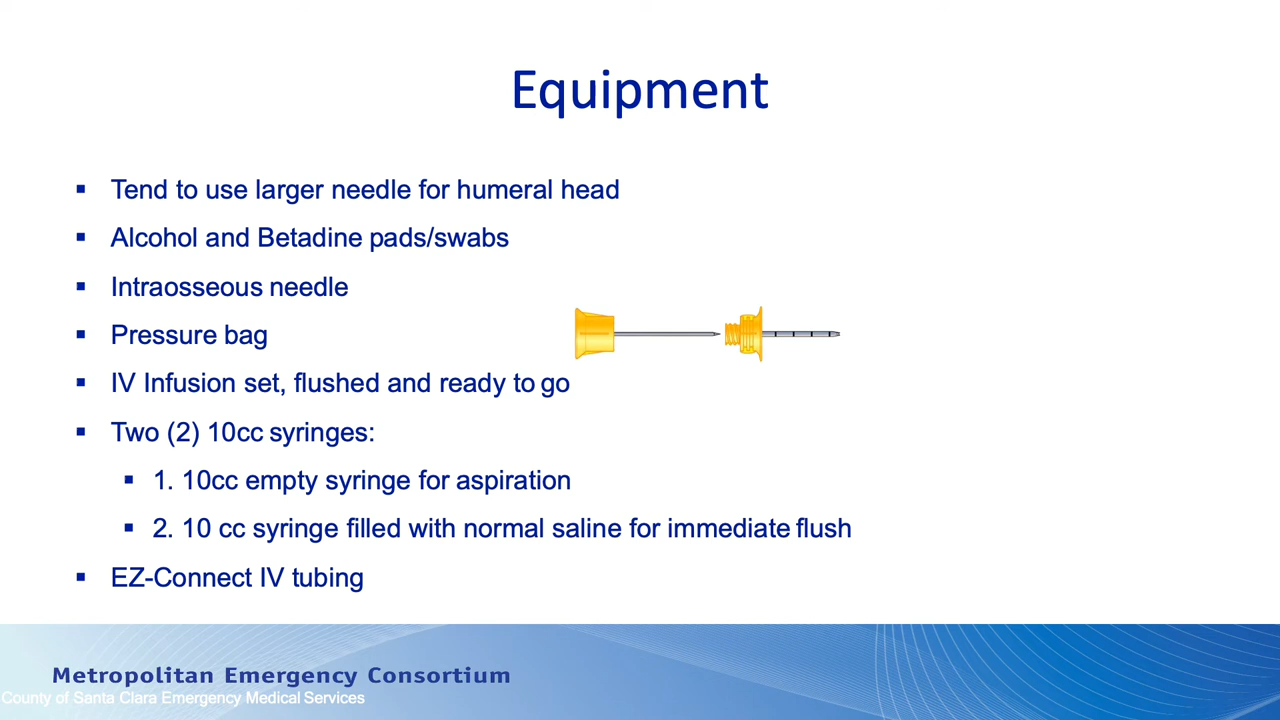 Equipment
▪ Tend to use larger needle for humeral head
▪ Alcohol and Betadine pads/swabs
▪ Intraosseous needle
▪ Pressure bag
▪ IV Infusion set, flushed and ready to go
▪ Two (2) 10cc syringes:
▪ 1. 10cc empty syringe for aspiration
▪ 2. 10 cc syringe filled with normal saline for immediate flush
▪ EZ-Connect IV tubing
Metropolitan Emergency Consortium
County of Santa Clara Emergency Medical Services